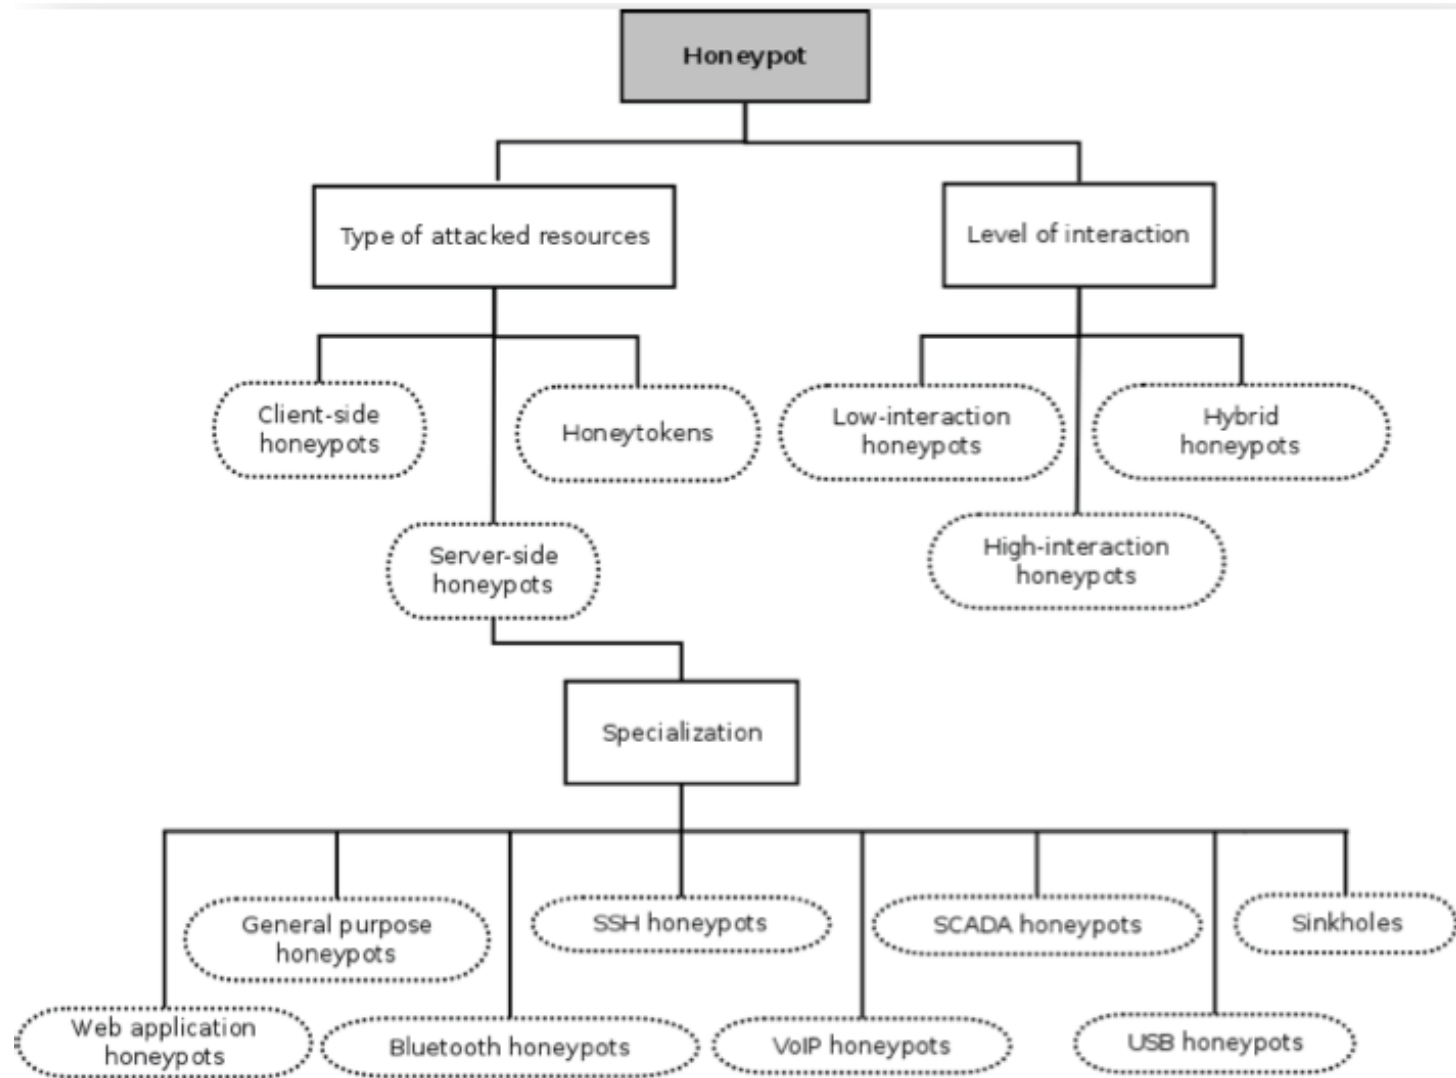 Honeypot
Type of attacked resources
Level of interaction
Client-side
honeypots
Honeytokens
Low-interaction
honeypots
Hybrid
honeypots
Server-side
honeypots
High-interaction
honeypots
Specialization
General purpose
honeypots
SSH honeypots
SCADA honeypots
Sinkholes
Web application
honeypots
Bluetooth honeypots
VoIP honeypots
USB honeypots